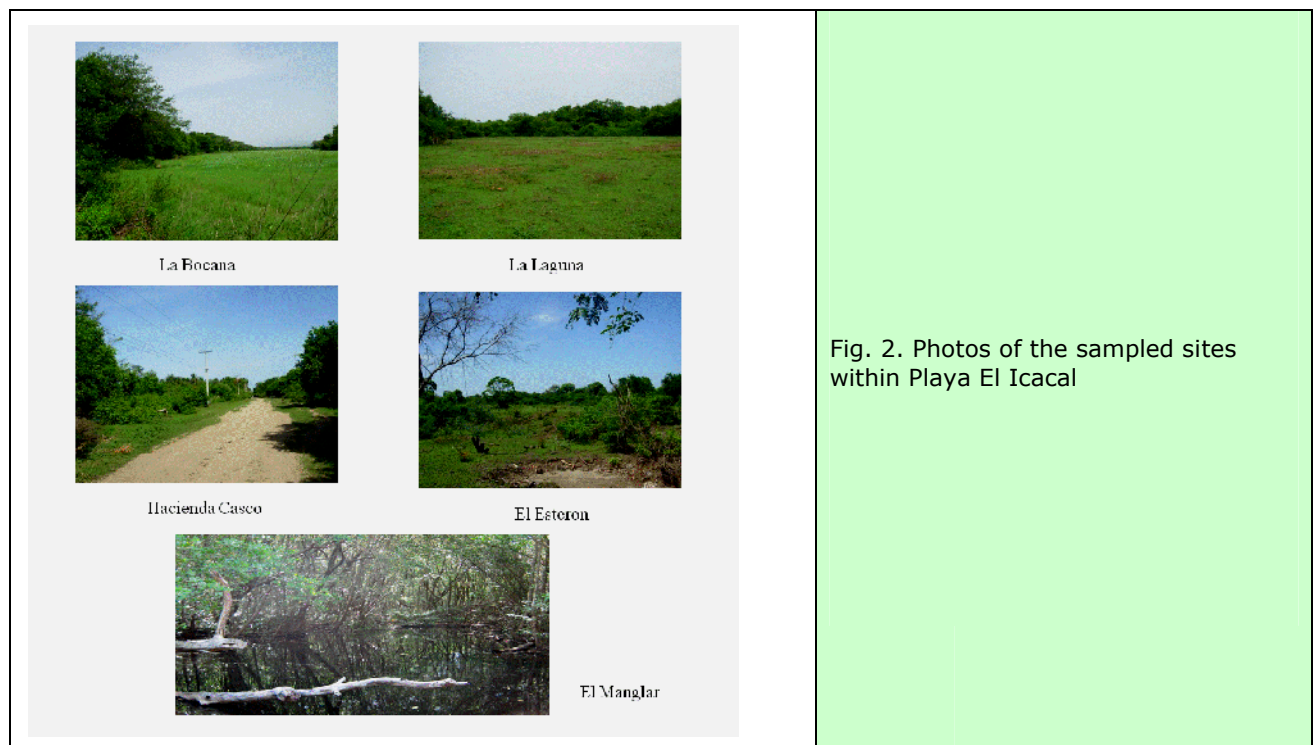 La Bocana
La Laguna
Hacienda Casco
El Esteron
El Manglar
Fig. 2. Photos of the sampled sites
within Playa El Icacal